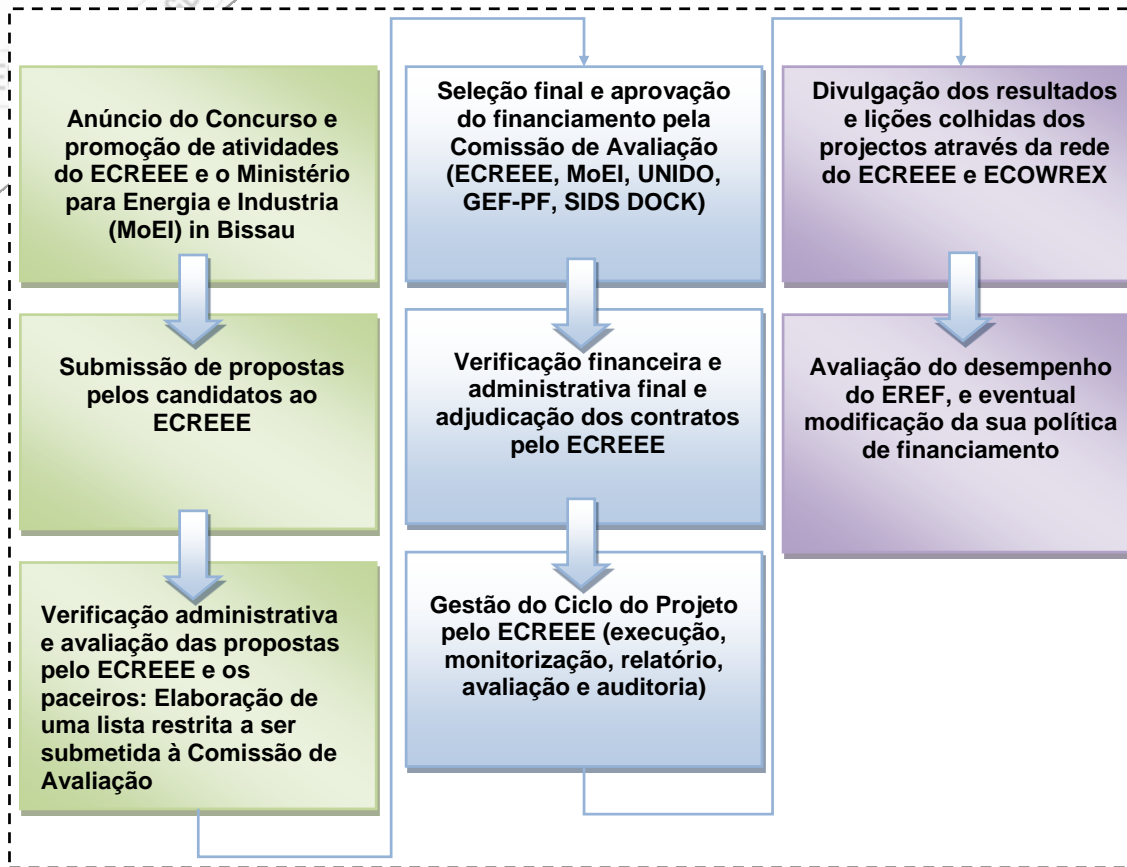 Anúncio do Concurso e
promoção de atividades
do ECREEE e o Ministério
para Energia e Industria
(MoEI) in Bissau
Submissão de propostas
pelos candidatos ao
ECREEE
Verificação administrativa
e avaliação das propostas
pelo ECREEE e os
paceiros: Elaboração de
uma lista restrita a ser
submetida à Comissão de
Avaliação
Seleção final e aprovação
do financiamento pela
Comissão de Avaliação
(ECREEE, MoEI, UNIDO,
GEF-PF, SIDS DOCK)
Verificação financeira e
administrativa final e
adjudicação dos contratos
pelo ECREEE
Gestão do Ciclo do Projeto
pelo ECREEE (execução,
monitorização, relatório,
avaliação e auditoria)
Divulgação dos resultados
e lições colhidas dos
projectos através da rede
do ECREEE e ECOWREX
Avaliação do desempenho
do EREF, e eventual
modificação da sua política
de financiamento